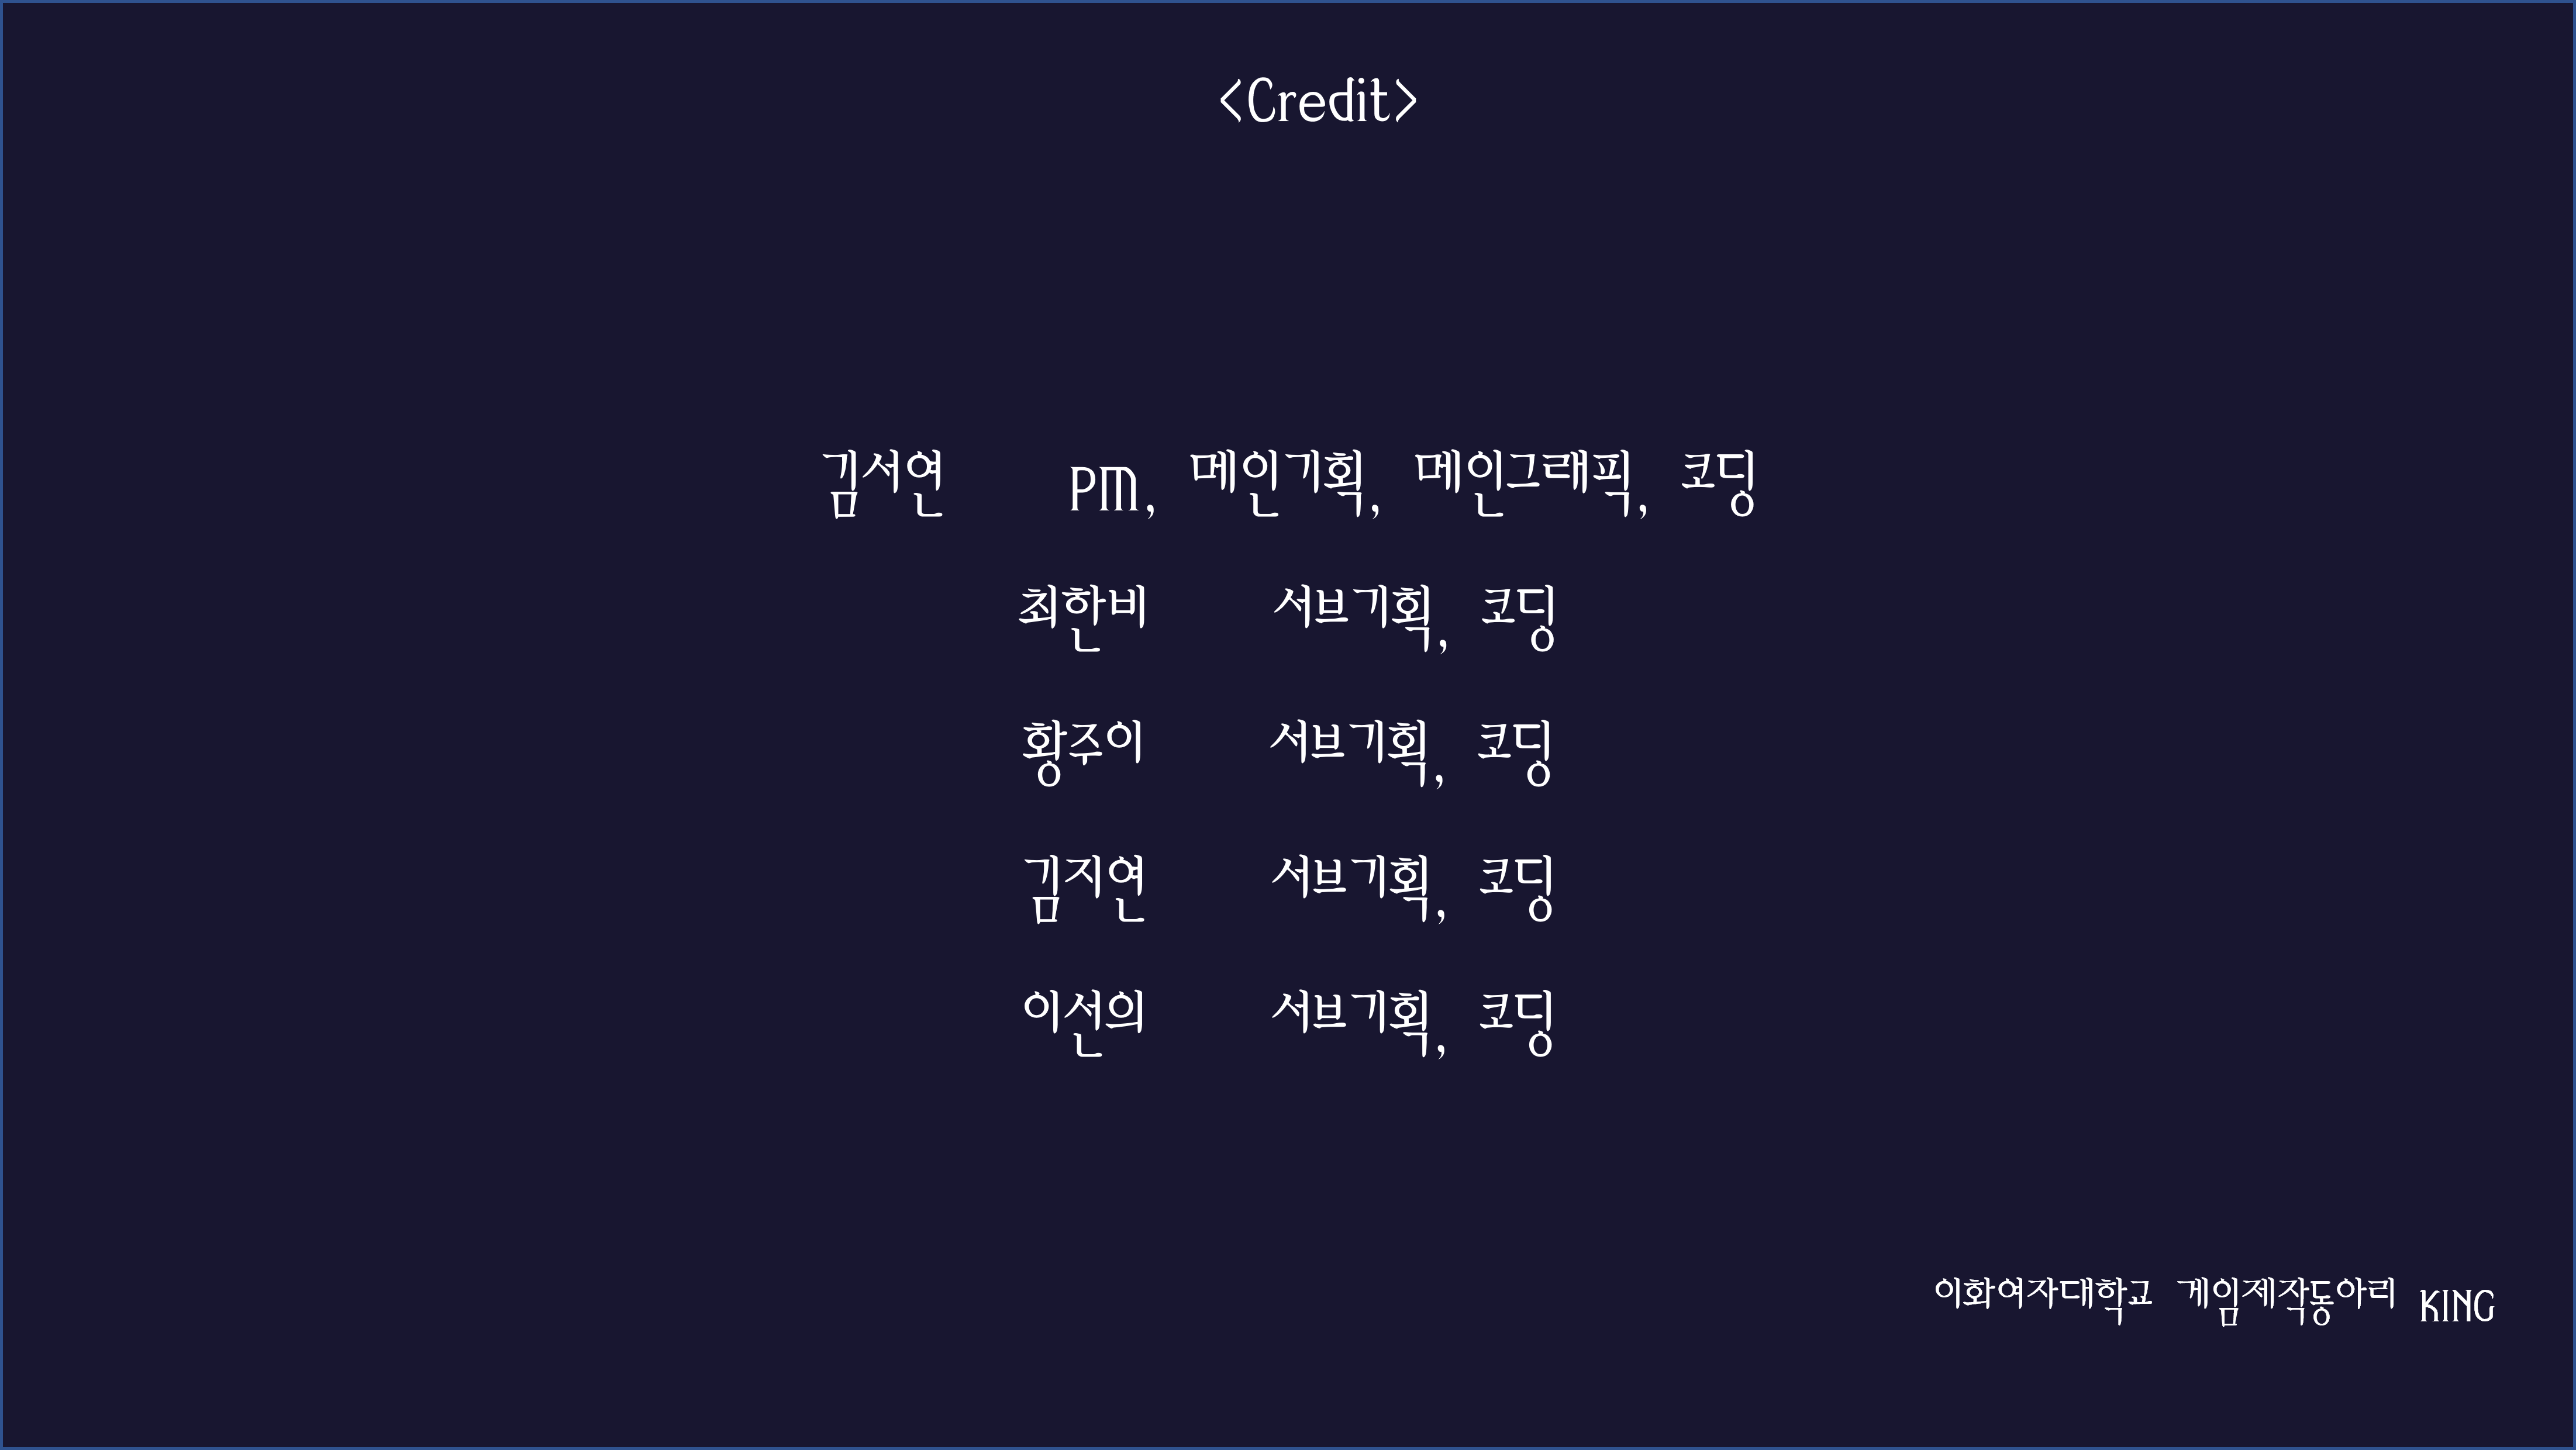 <Credit>
김서연 PM, 메인기획, 메인그래픽, 코딩
최한비 서브기획, 코딩
황주이 서브기획, 코딩
김지연 서브기획, 코딩
이선의 서브기획, 코딩
이화여자대학교 게임제작동아리 KING